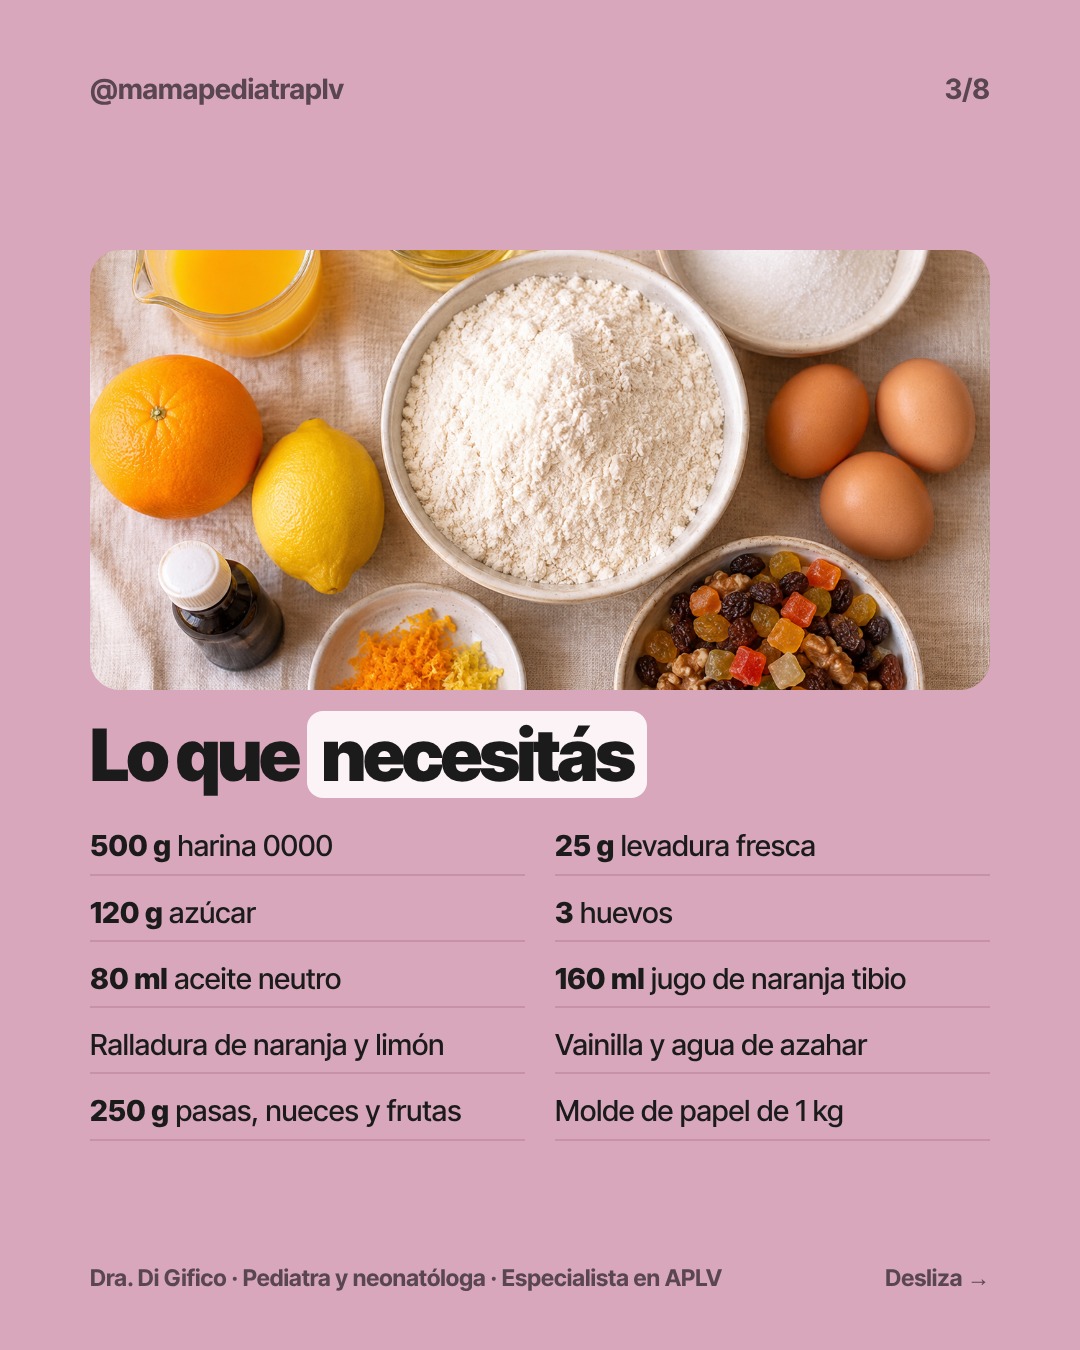 @mamapediatraplv
3/8
Lo que necesitás
500 g harina 0000
25 g levadura fresca
120 g azúcar
3 huevos
80 ml aceite neutro
160 ml jugo de naranja tibio
Ralladura de naranja y limón
Vainilla y agua de azahar
250 g pasas, nueces y frutas
Molde de papel de 1 kg
Dra. Di Gifico · Pediatra y neonatóloga · Especialista en APLV
Desliza →